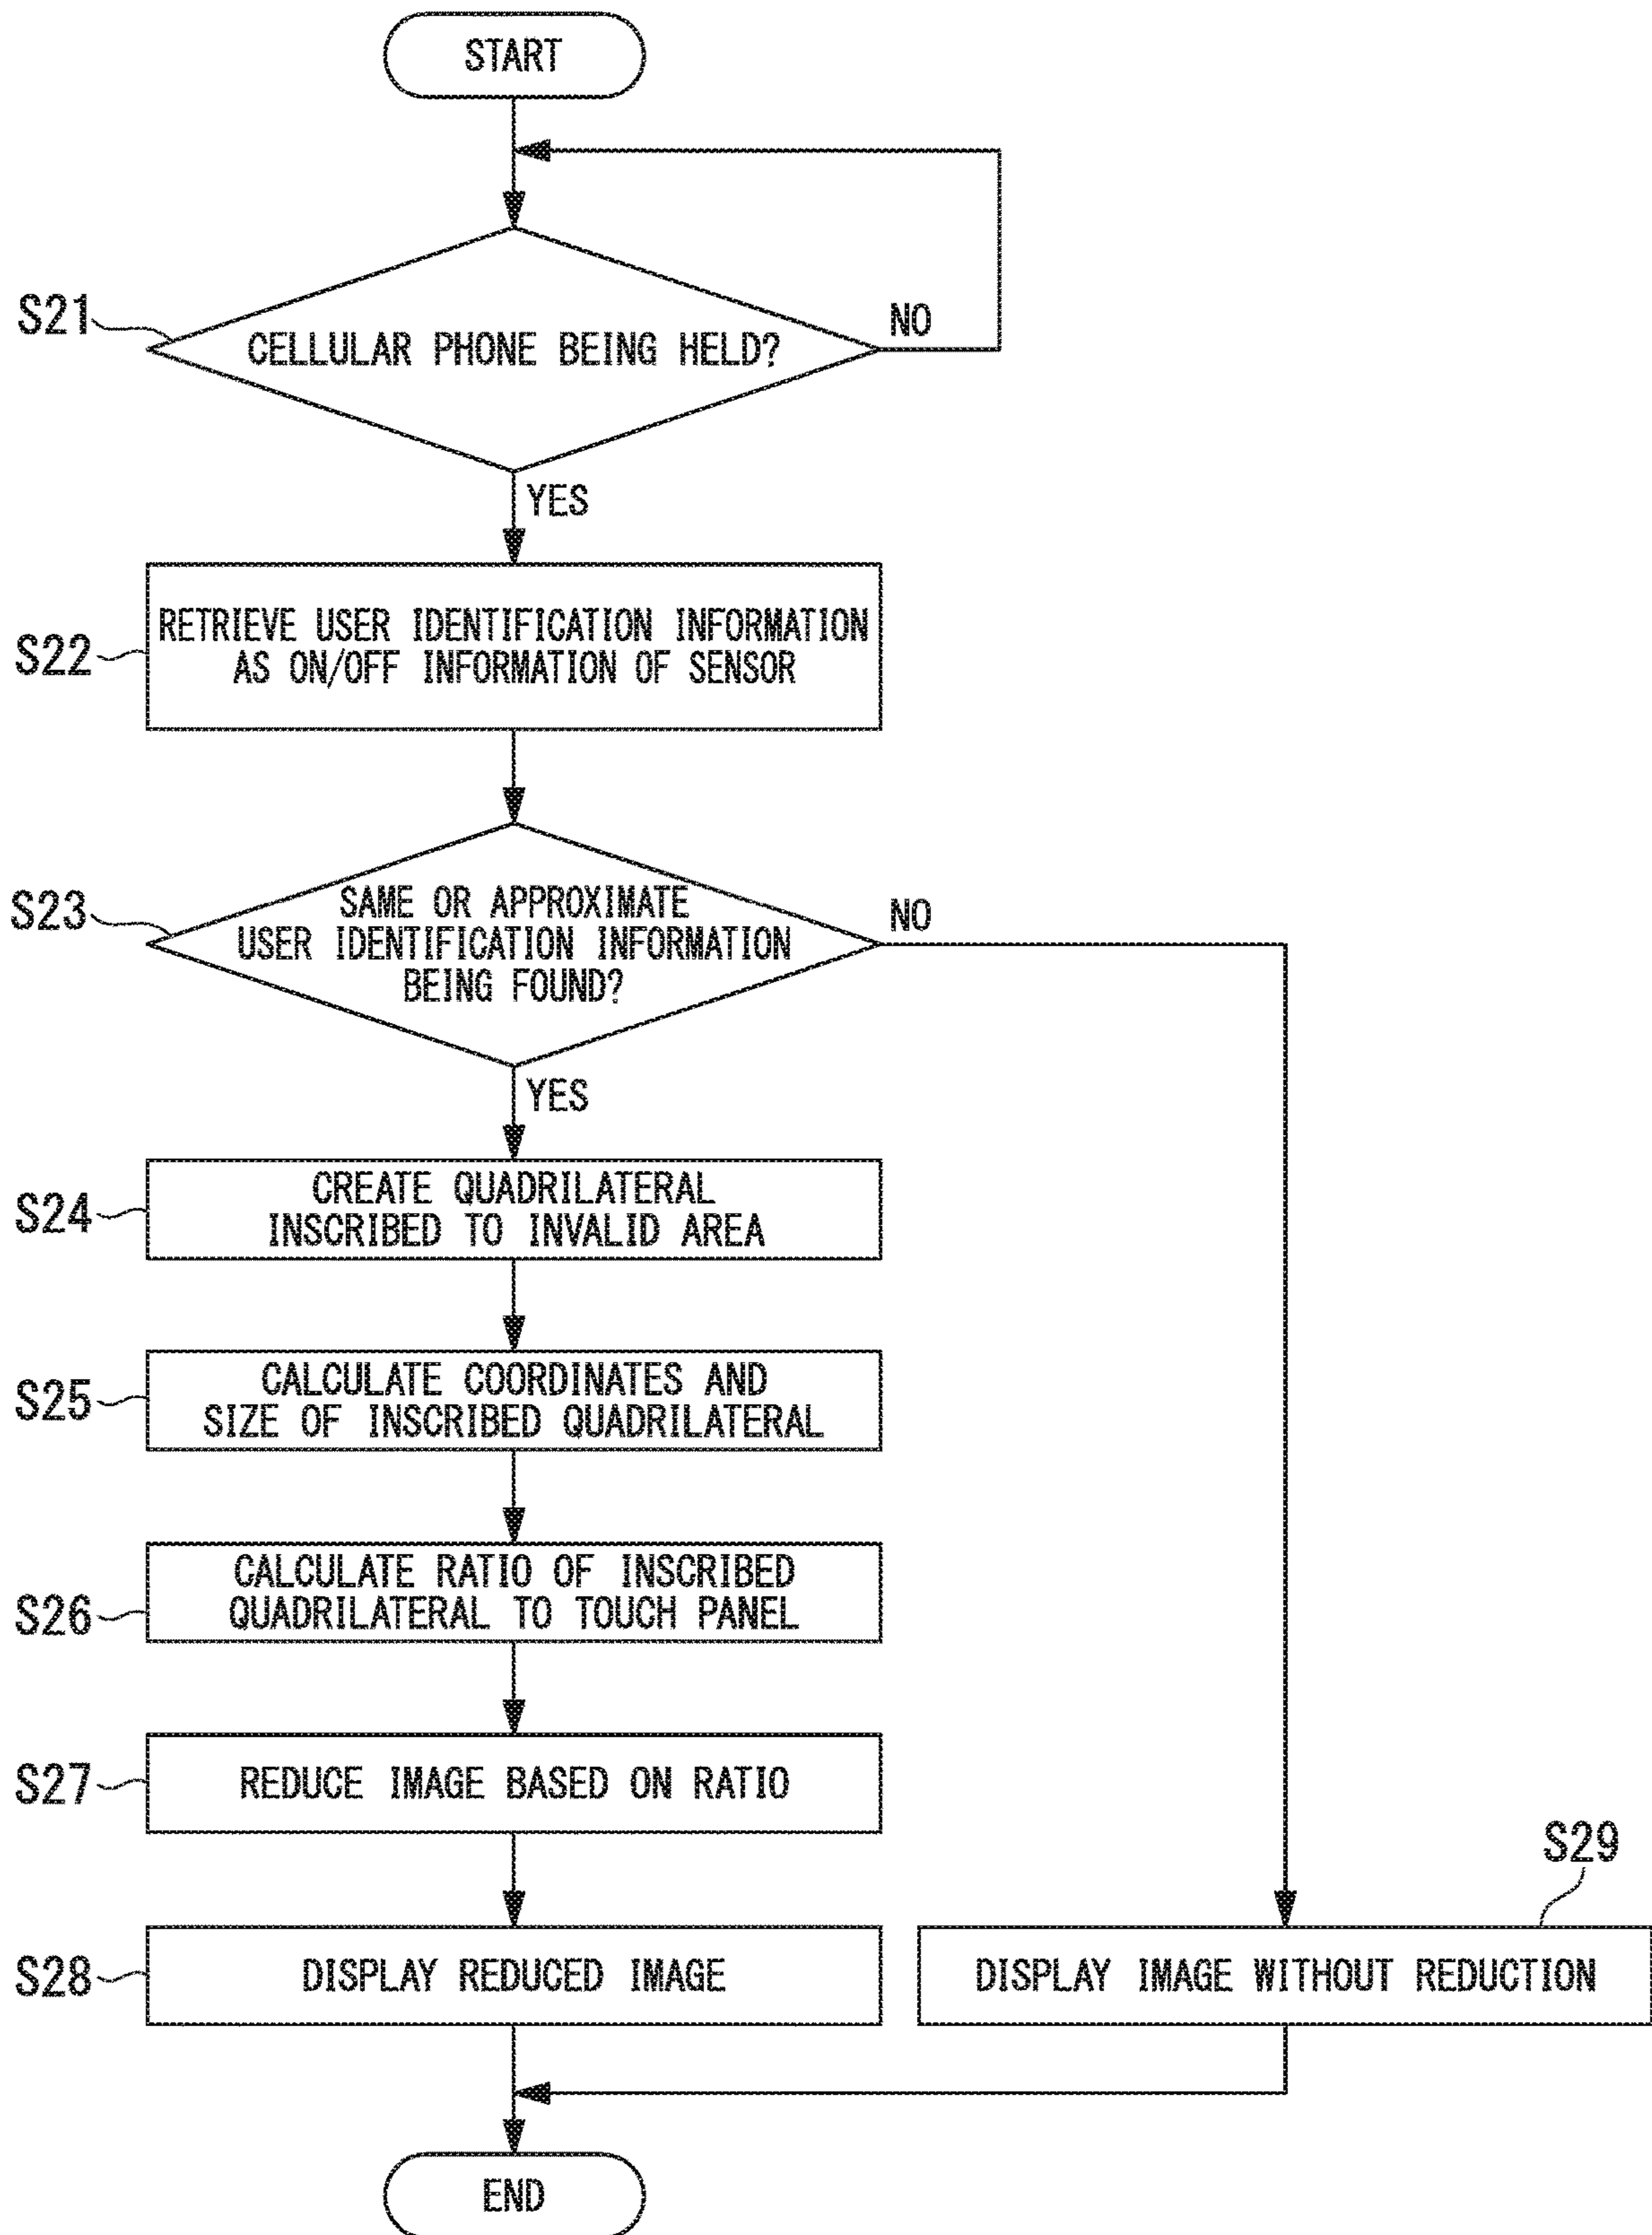 START
S21
CELLULAR PHONE BEING HELD?
NO
YES
S22
RETRIEVE USER IDENTIFICATION INFORMATION
AS ON/OFF INFORMATION OF SENSOR
S23
SAME OR APPROXIMATE
USER IDENTIFICATION INFORMATION
BEING FOUND?
NO
YES
S24
CREATE QUADRILATERAL
INSCRIBED TO INVALID AREA
S25
CALCULATE COORDINATES AND
SIZE OF INSCRIBED QUADRILATERAL
S26
CALCULATE RATIO OF INSCRIBED
QUADRILATERAL TO TOUCH PANEL
S27
REDUCE IMAGE BASED ON RATIO
S28
DISPLAY REDUCED IMAGE
S29
DISPLAY IMAGE WITHOUT REDUCTION
END